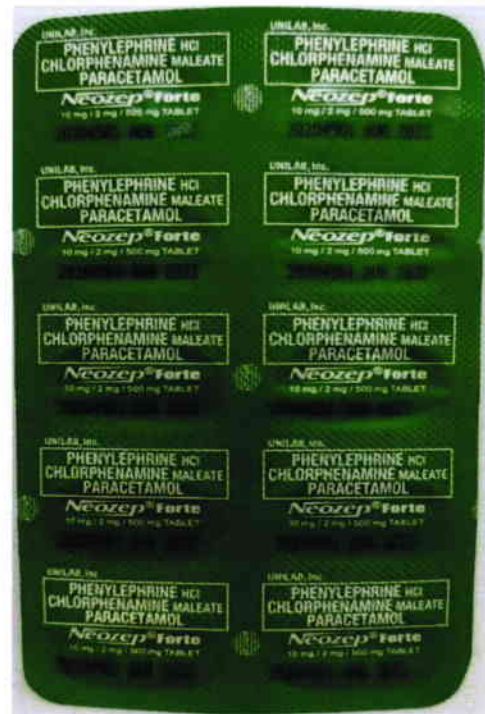 UNILAB, Inc.
PHENYLEPHRINE HCl
CHLORPHENAMINE MALEATE
PARACETAMOL
Neozep® Forte
10 mg / 2 mg / 500 mg TABLET
UNILAB, Inc.
PHENYLEPHRINE HCl
CHLORPHENAMINE MALEATE
PARACETAMOL
Neozep® Forte
10 mg / 2 mg / 500 mg TABLET
UNILAB, Inc.
PHENYLEPHRINE HCl
CHLORPHENAMINE MALEATE
PARACETAMOL
Neozep® Forte
10 mg / 2 mg / 500 mg TABLET
UNILAB, Inc.
PHENYLEPHRINE HCl
CHLORPHENAMINE MALEATE
PARACETAMOL
Neozep® Forte
10 mg / 2 mg / 500 mg TABLET
UNILAB, Inc.
PHENYLEPHRINE HCl
CHLORPHENAMINE MALEATE
PARACETAMOL
Neozep® Forte
10 mg / 2 mg / 500 mg TABLET
UNILAB, Inc.
PHENYLEPHRINE HCl
CHLORPHENAMINE MALEATE
PARACETAMOL
Neozep® Forte
10 mg / 2 mg / 500 mg TABLET
UNILAB, Inc.
PHENYLEPHRINE HCl
CHLORPHENAMINE MALEATE
PARACETAMOL
Neozep® Forte
10 mg / 2 mg / 500 mg TABLET
UNILAB, Inc.
PHENYLEPHRINE HCl
CHLORPHENAMINE MALEATE
PARACETAMOL
Neozep® Forte
10 mg / 2 mg / 500 mg TABLET
UNILAB, Inc.
PHENYLEPHRINE HCl
CHLORPHENAMINE MALEATE
PARACETAMOL
Neozep® Forte
10 mg / 2 mg / 500 mg TABLET
UNILAB, Inc.
PHENYLEPHRINE HCl
CHLORPHENAMINE MALEATE
PARACETAMOL
Neozep® Forte
10 mg / 2 mg / 500 mg TABLET